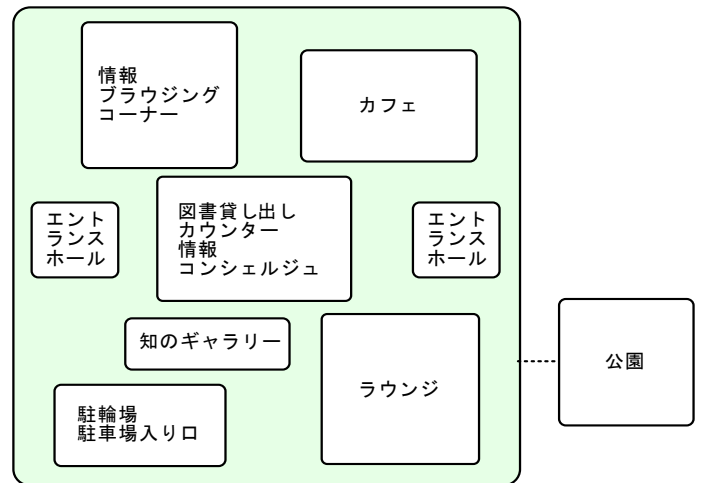 情報
ブラウジング
コーナー
カフェ
エント
ランス
ホール
図書貸し出し
カウンター
情報
コンシェルジュ
エント
ランス
ホール
知のギャラリー
ラウンジ
公園
駐輪場
駐車場入り口